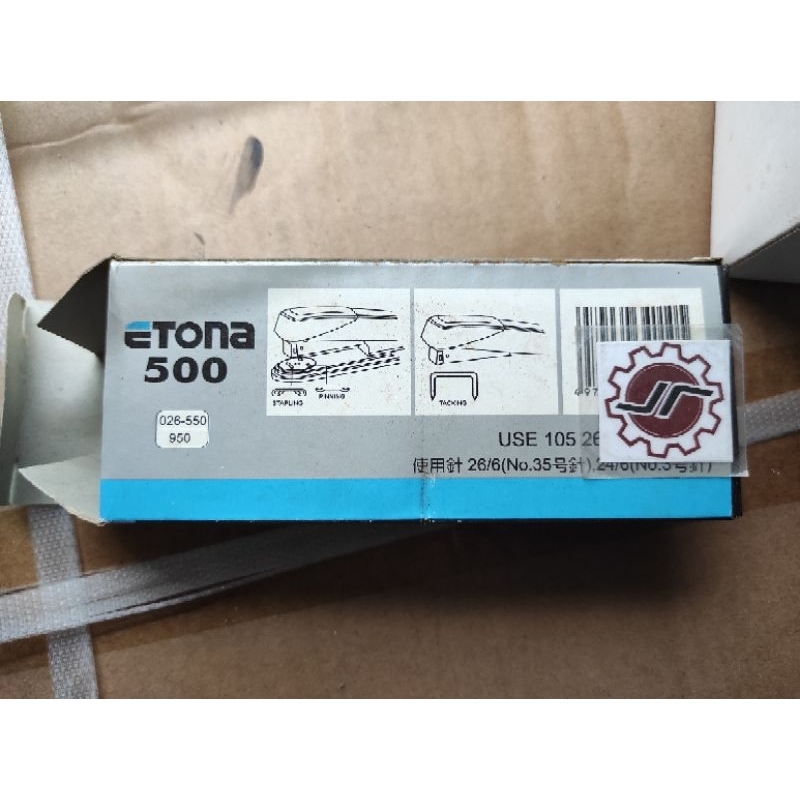 ETONA
500
026-550
950
STAPLING
PINNING
TACKING
USE 105 26
使用針 26/6(No.35号針),24/6(No.3号針)